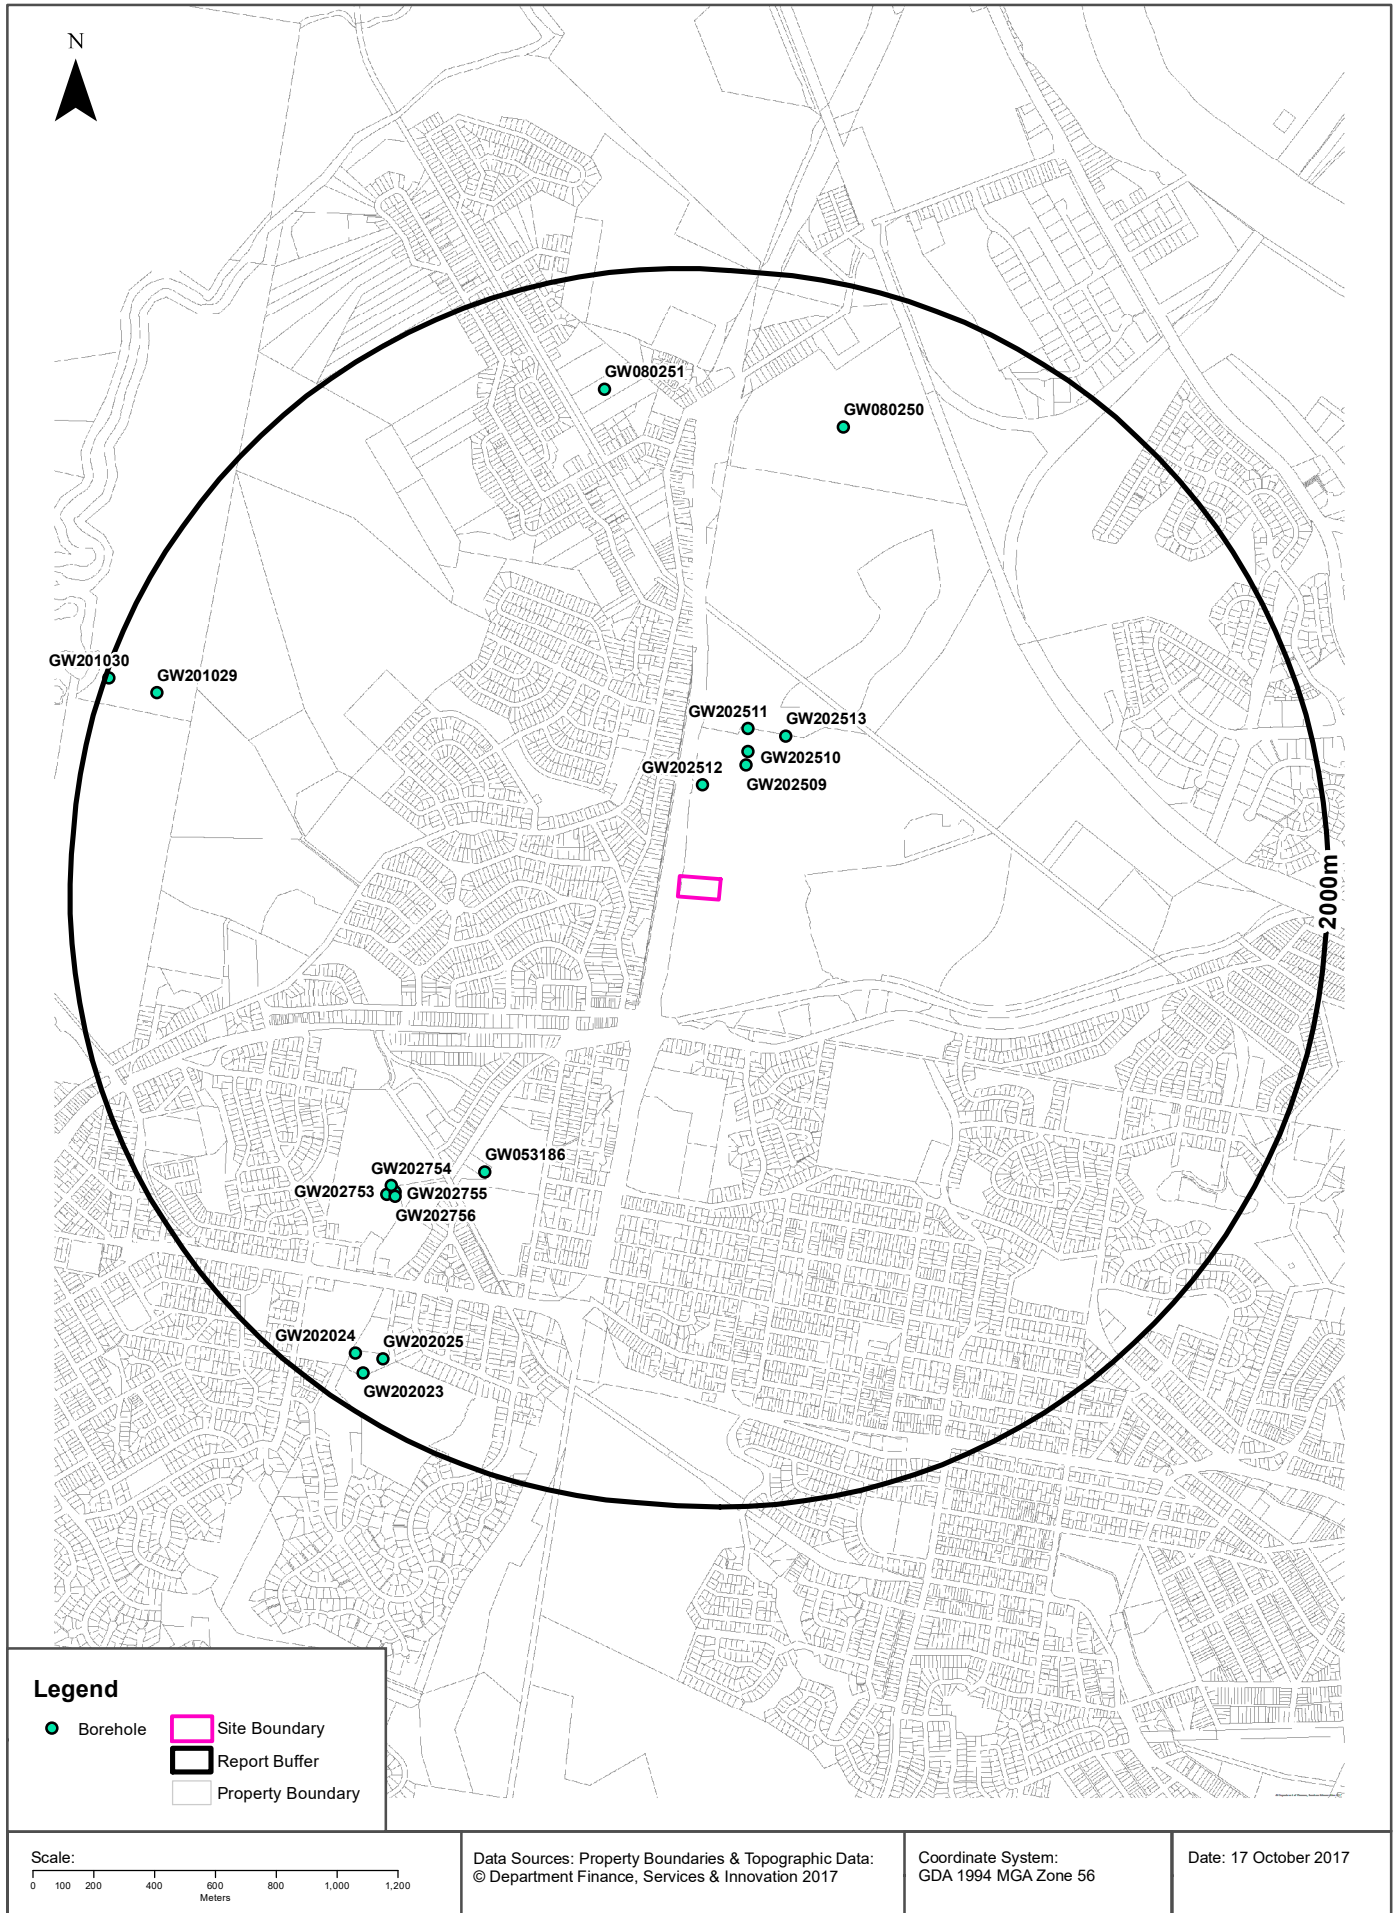 N
GW080251
GW080250
GW201030
GW201029
GW202511
GW202513
GW202510
GW202512
GW202509
2000m
GW053186
GW202754
GW202753
GW202755
GW202756
GW202024
GW202025
GW202023
Legend
Borehole
Site Boundary
Report Buffer
Property Boundary
Scale:
0 100 200 400 600 800 1,000 1,200
Meters
Data Sources: Property Boundaries & Topographic Data:
© Department Finance, Services & Innovation 2017
Coordinate System:
GDA 1994 MGA Zone 56
Date: 17 October 2017